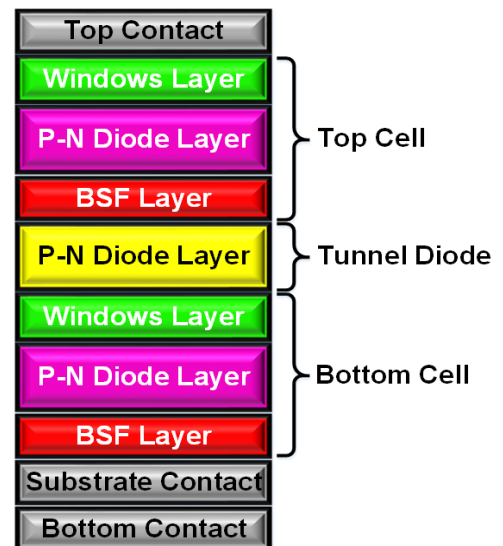 Top Contact
Windows Layer
P-N Diode Layer
Top Cell
BSF Layer
P-N Diode Layer
Tunnel Diode
Windows Layer
P-N Diode Layer
Bottom Cell
BSF Layer
Substrate Contact
Bottom Contact